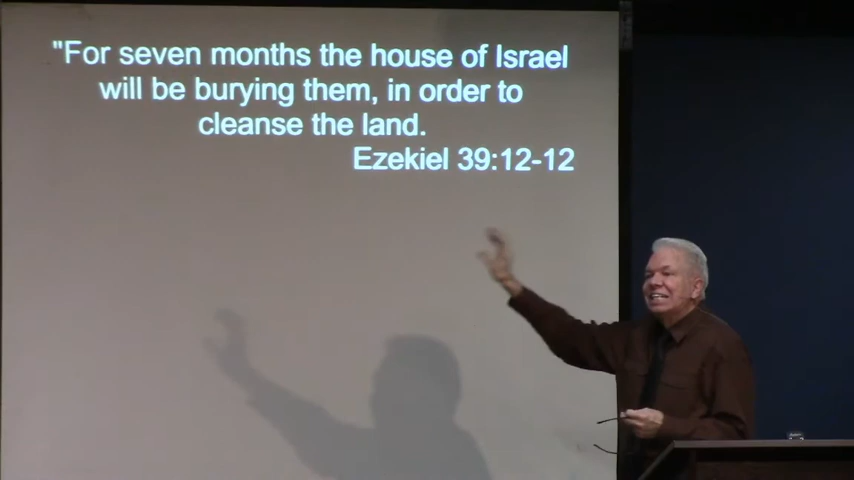 "For seven months the house of Israel
will be burying them, in order to
cleanse the land.
Ezekiel 39:12-12